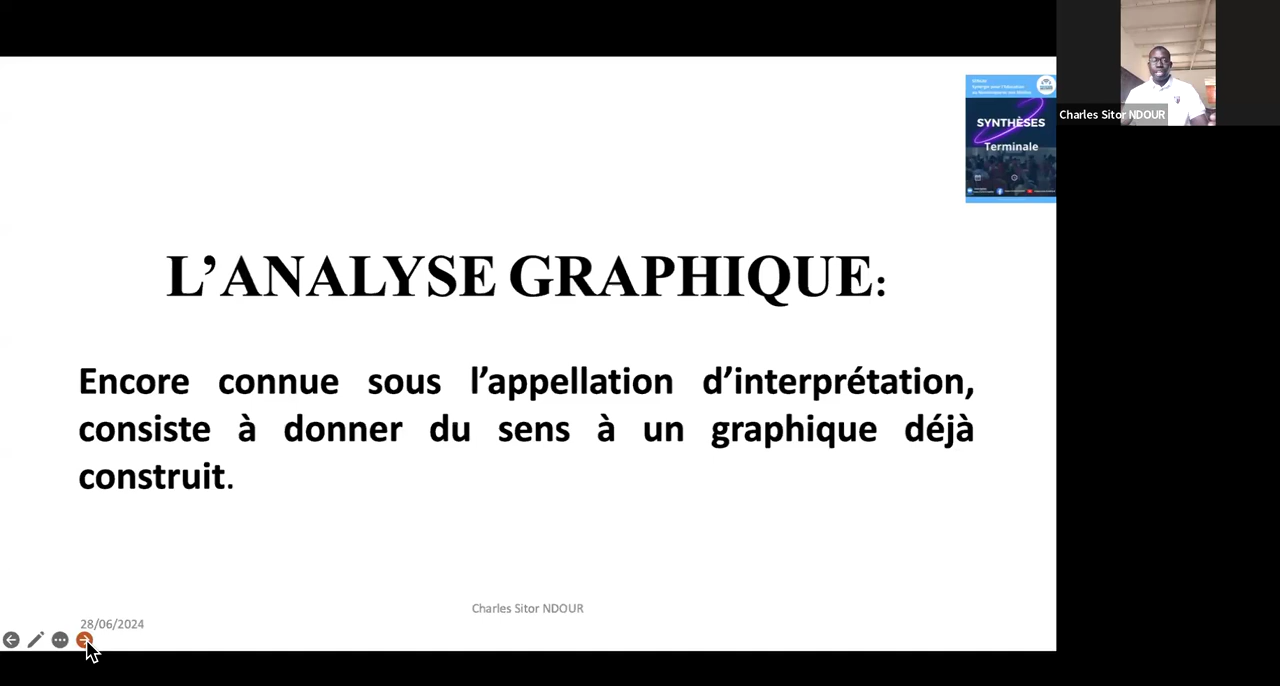 SYNTHÈSES
Terminale
Charles Sitor NDOUR
L’ANALYSE GRAPHIQUE:
Encore connue sous l’appellation d’interprétation,
consiste à donner du sens à un graphique déjà
construit.
Charles Sitor NDOUR
28/06/2024